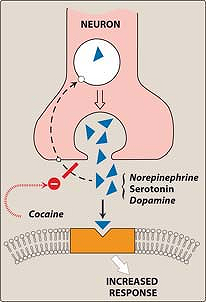 NEURON
Norepinephrine
Serotonin
Dopamine
Cocaine
INCREASED
RESPONSE